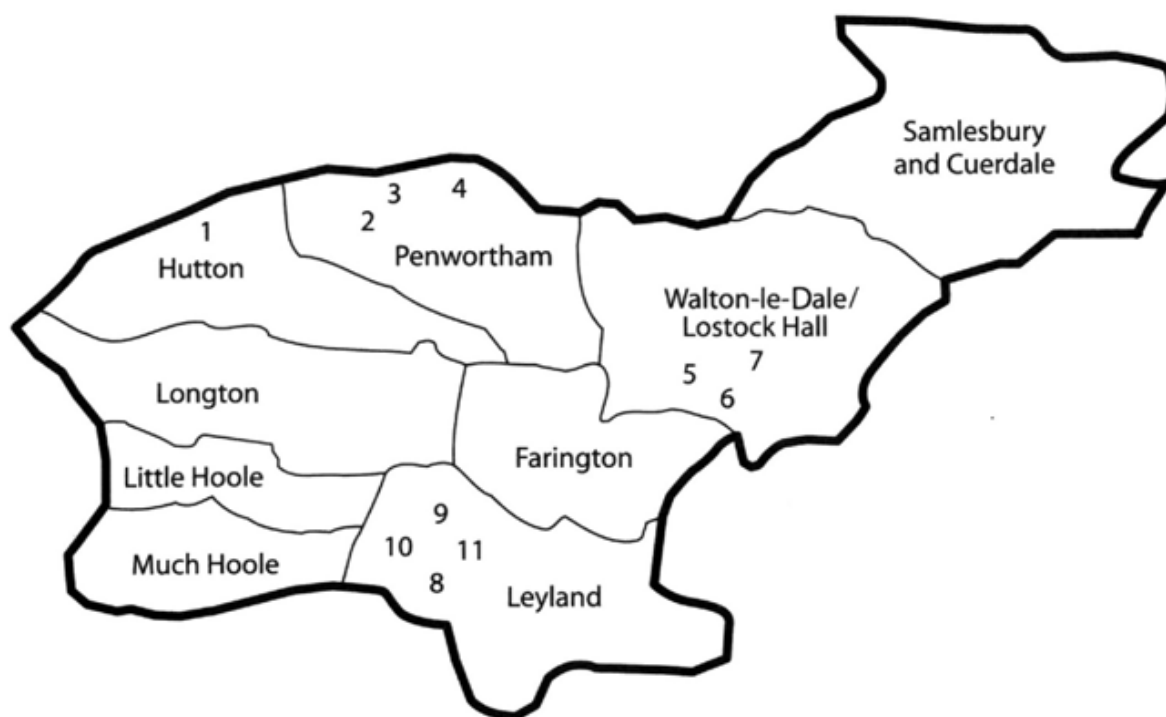 Samlesbury
and Cuerdale
3
4
2
1
Penwortham
Hutton
Walton-le-Dale/
Lostock Hall
7
5
6
Longton
Farington
Little Hoole
9
10
11
Much Hoole
8
Leyland